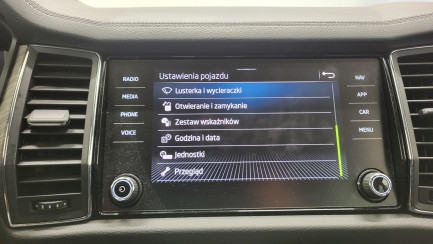 Ustawienia pojazdu
RADIO
MEDIA
PHONE
VOICE
Lusterka i wycieraczki
Otwieranie i zamykanie
Zestaw wskaźników
Godzina i data
Jednostki
Przegląd
NAV
APP
CAR
MENU